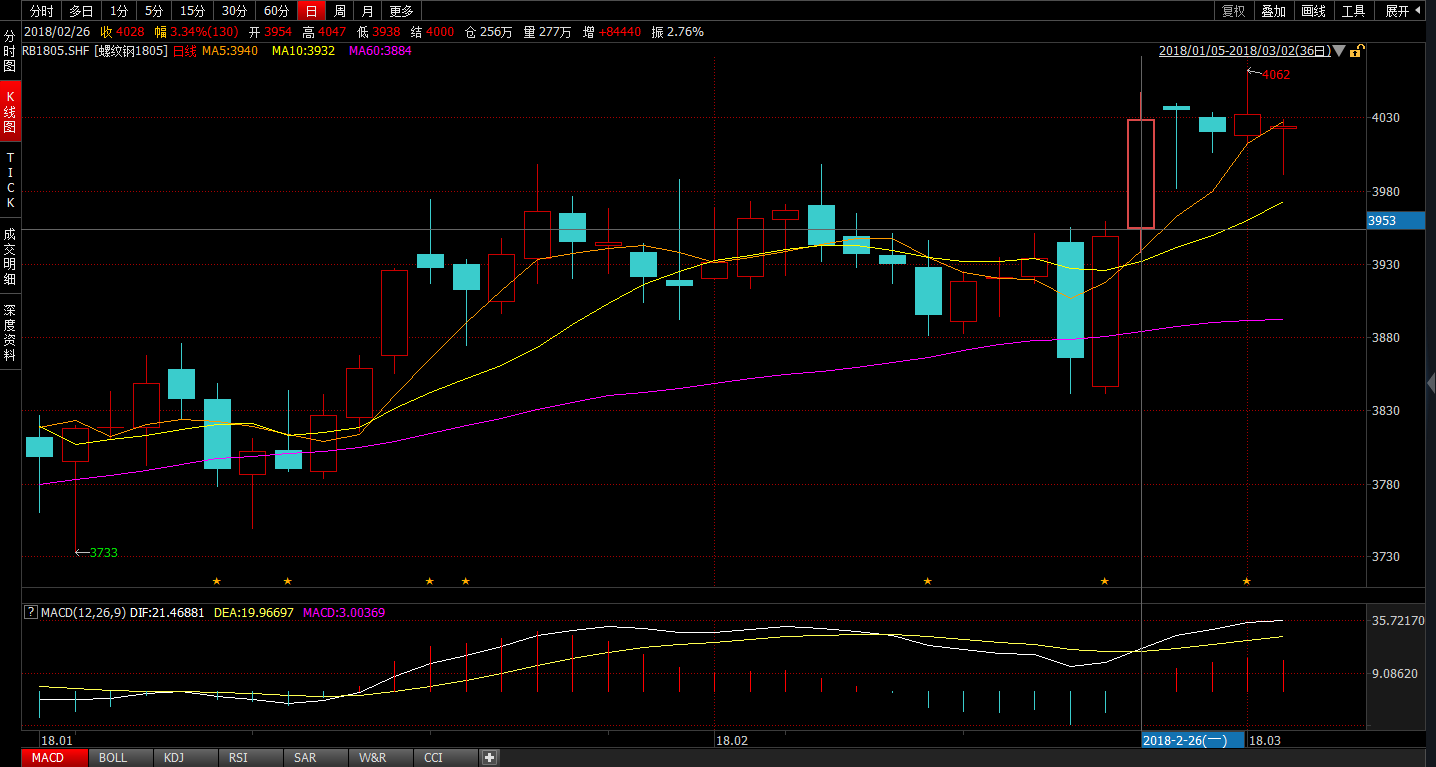 分时 多日 1分 5分 15分 30分 60分 日 周 月 更多 复权 叠加 画线 工具 展开
2018/02/26 收 4028 幅 3.34%(130) 开 3954 高 4047 低 3938 结 4000 仓 256万 量 277万 增 +84440 振 2.76%
RB1805.SHF [螺纹钢1805] 日线 MA5:3940 MA10:3932 MA60:3884
2018/01/05-2018/03/02(36日)
分时图
K线图
TICK
成交明细
深度资料
4062
4030
3980
3953
3930
3880
3830
3780
3733
3730
? MACD(12,26,9) DIF:21.46881 DEA:19.96697 MACD:3.00369
35.72170
9.08620
18.01 18.02 2018-2-26(一) 18.03
MACD BOLL KDJ RSI SAR W&R CCI